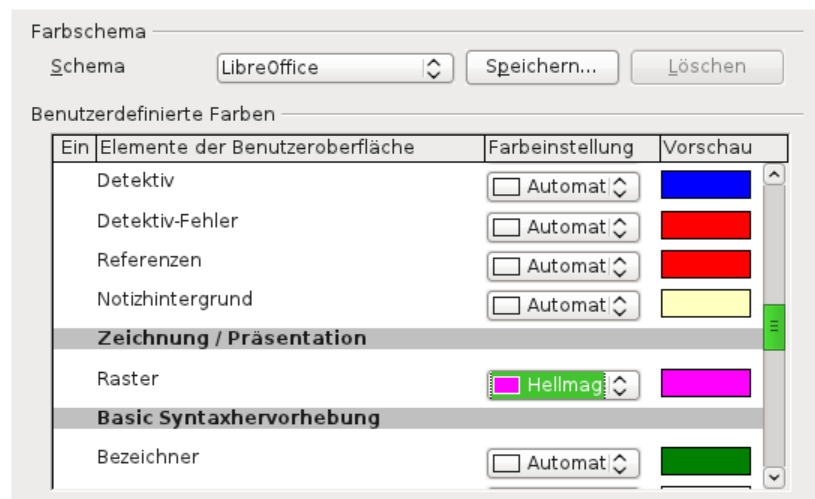 Farbschema
Schema LibreOffice Speichern... Löschen
Benutzerdefinierte Farben
Ein Elemente der Benutzeroberfläche Farbeinstellung Vorschau
Detektiv Automat
Detektiv-Fehler Automat
Referenzen Automat
Notizhintergrund Automat
Zeichnung / Präsentation
Raster Hellmag
Basic Syntaxhervorhebung
Bezeichner Automat